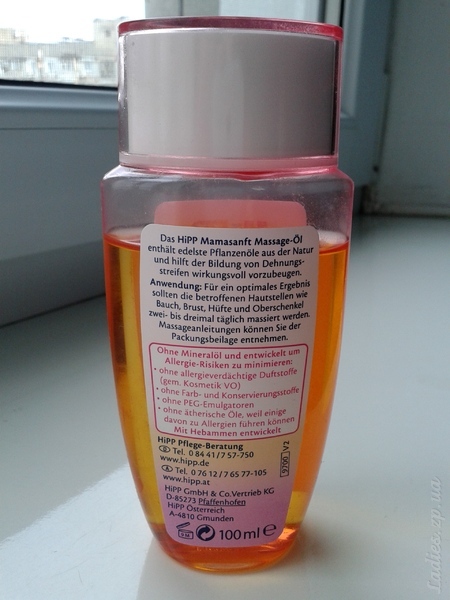 Das HiPP Mamasanft Massage-Öl
enthält edelste Pflanzenöle aus der Natur
und hilft der Bildung von Dehnungs-
streifen wirkungsvoll vorzubeugen.
Anwendung: Für ein optimales Ergebnis
sollten die betroffenen Hautstellen wie
Bauch, Brust, Hüfte und Oberschenkel
zwei- bis dreimal täglich massiert werden.
Massageanleitungen können Sie der
Packungsbeilage entnehmen.
Ohne Mineralöl und entwickelt um
Allergie-Risiken zu minimieren:
• ohne allergieverdächtige Duftstoffe
(gem. Kosmetik VO)
• ohne Farb- und Konservierungsstoffe
• ohne PEG-Emulgatoren
• ohne ätherische Öle, weil einige
davon zu Allergien führen können
Mit Hebammen entwickelt
HiPP Pflege-Beratung
D Tel. 0 84 41/7 57-750
www.hipp.de
A Tel. 0 76 12/7 65 77-105
www.hipp.at
HiPP GmbH & Co. Vertrieb KG
D-85273 Pfaffenhofen
HiPP Österreich
A-4810 Gmunden
100 ml e
9700 V2
Ladies.zp.ua